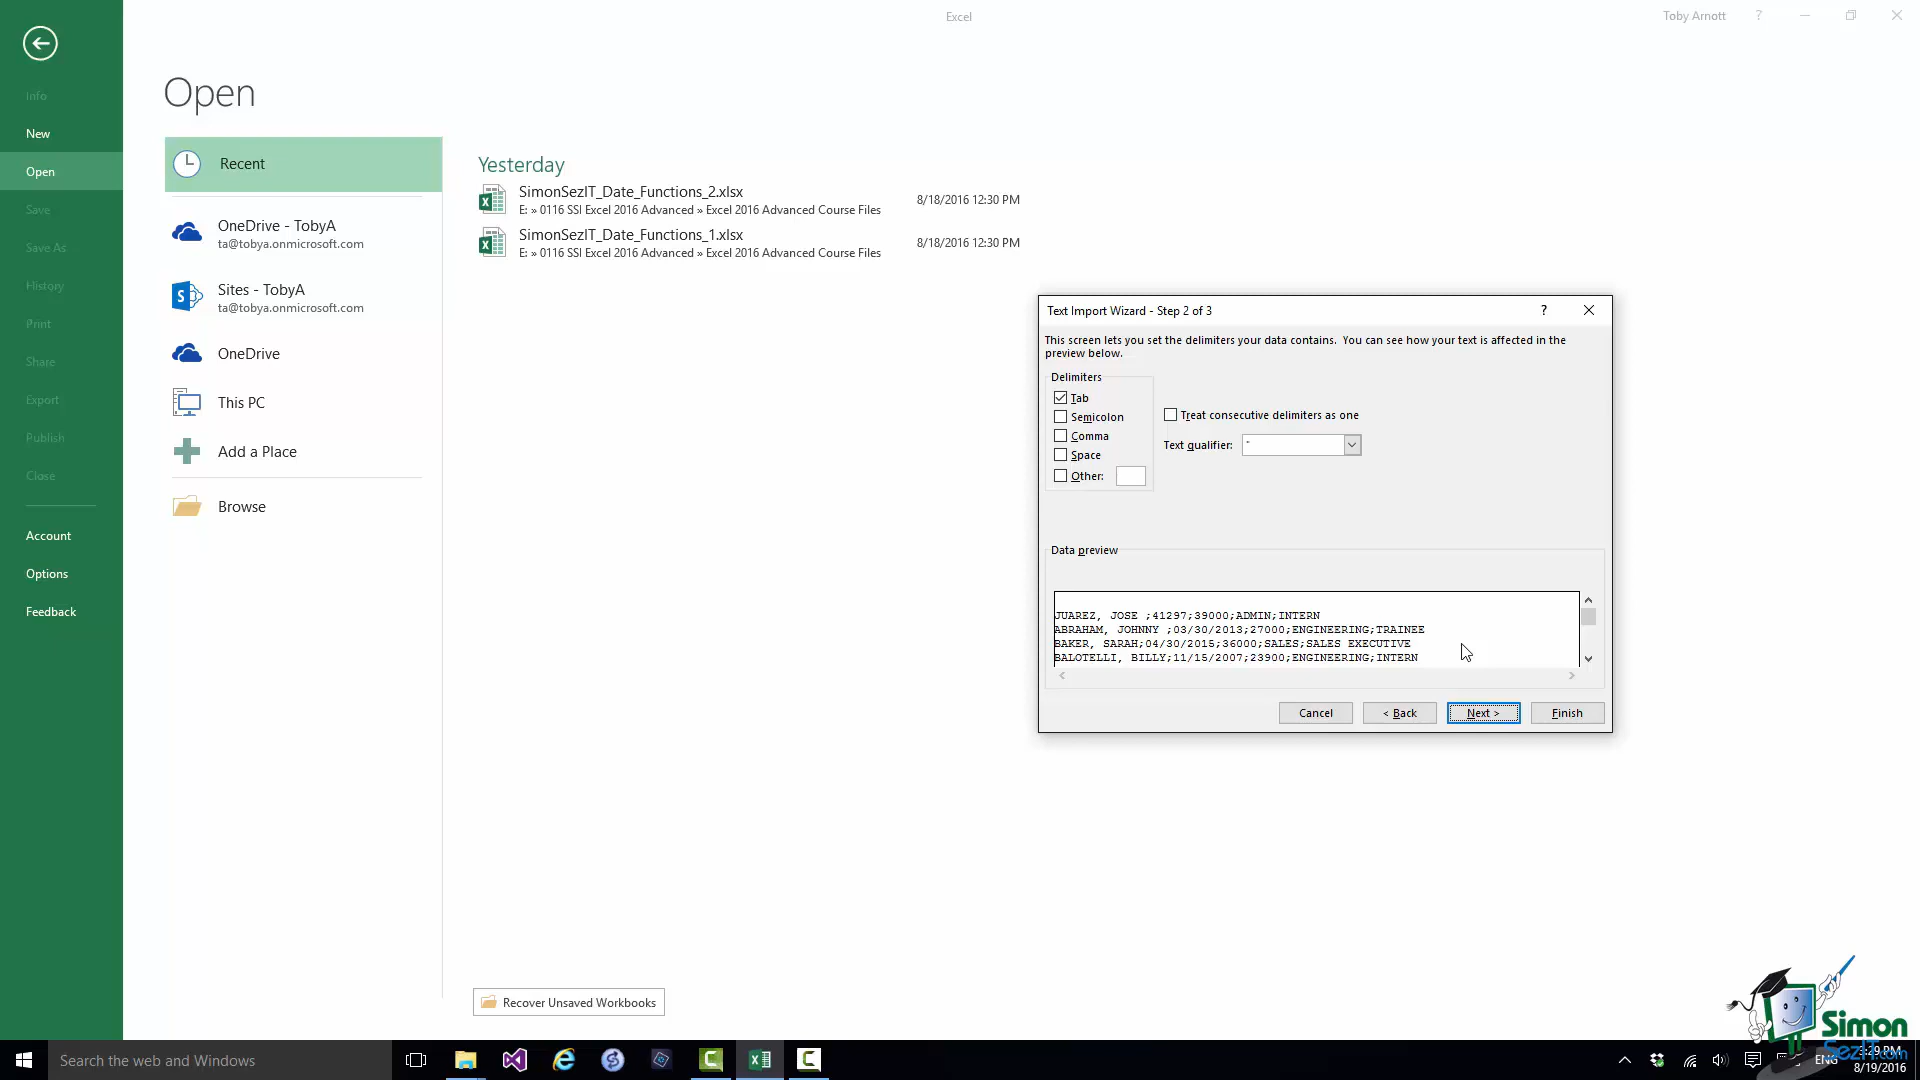 Excel
Toby Arnott
?
Info
New
Open
Save
Save As
History
Print
Share
Export
Publish
Close
Account
Options
Feedback
Open
Recent
OneDrive - TobyA
ta@tobya.onmicrosoft.com
Sites - TobyA
ta@tobya.onmicrosoft.com
OneDrive
This PC
Add a Place
Browse
Yesterday
SimonSezIT_Date_Functions_2.xlsx
E: » 0116 SSI Excel 2016 Advanced » Excel 2016 Advanced Course Files
8/18/2016 12:30 PM
SimonSezIT_Date_Functions_1.xlsx
E: » 0116 SSI Excel 2016 Advanced » Excel 2016 Advanced Course Files
8/18/2016 12:30 PM
Recover Unsaved Workbooks
Text Import Wizard - Step 2 of 3
?
This screen lets you set the delimiters your data contains.  You can see how your text is affected in the
preview below.
Delimiters
Tab
Semicolon
Comma
Space
Other:
Treat consecutive delimiters as one
Text qualifier: "
Data preview
JUAREZ, JOSE ;41297;39000;ADMIN;INTERN
ABRAHAM, JOHNNY ;03/30/2013;27000;ENGINEERING;TRAINEE
BAKER, SARAH;04/30/2015;36000;SALES;SALES EXECUTIVE
BALOTELLI, BILLY;11/15/2007;23900;ENGINEERING;INTERN
Cancel
< Back
Next >
Finish
Simon
SezIT.com
Search the web and Windows
ENG
8/19/2016